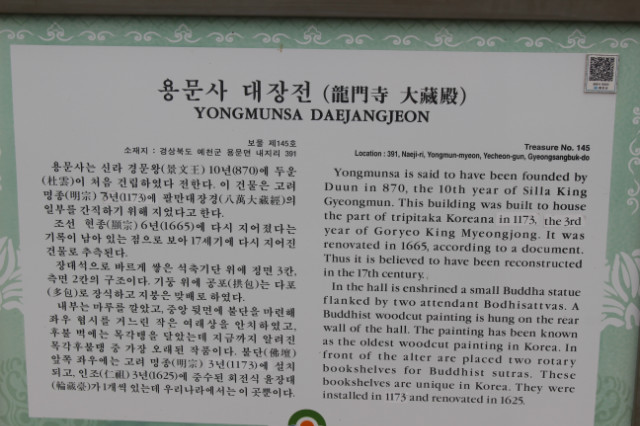 용문사 대장전 (龍門寺 大藏殿)
YONGMUNSA DAEJANGJEON
보물 제145호
소재지 : 경상북도 예천군 용문면 내지리 391
용문사는 신라 경문왕(景文王) 10년(870)에 두운
(杜雲)이 처음 건립하였다 전한다. 이 건물은 고려
명종(明宗) 3년(1173)에 팔만대장경(八萬大藏經)의
일부를 간직하기 위해 지었다고 한다.
조선 현종(顯宗) 6년(1665)에 다시 지어졌다는
기록이 남아 있는 점으로 보아 17세기에 다시 지어진
건물로 추측된다.
장대석으로 바르게 쌓은 석축기단 위에 정면 3칸,
측면 2칸의 구조이다. 기둥 위에 공포(栱包)는 다포
(多包)로 장식하고 지붕은 맞배로 하였다.
내부는 마루를 깔았고, 중앙 뒷면에 불단을 마련해
좌우 협시를 거느린 작은 여래상을 안치하였고,
후불 벽에는 목각탱을 달았는데 지금까지 알려진
목각후불탱 중 가장 오래된 작품이다. 불단(佛壇)
앞쪽 좌우에는 고려 명종(明宗) 3년(1173)에 설치
되고, 인조(仁祖) 3년(1625)에 중수된 회전식 윤장대
(輪藏臺)가 1개씩 있는데 우리나라에서는 이 곳뿐이다.
Treasure No. 145
Location : 391, Naeji-ri, Yongmun-myeon, Yecheon-gun, Gyeongsangbuk-do
Yongmunsa is said to have been founded by
Duun in 870, the 10th year of Silla King
Gyeongmun. This building was built to house
the part of tripitaka Koreana in 1173, the 3rd
year of Goryeo King Myeongjong. It was
renovated in 1665, according to a document.
Thus it is believed to have been reconstructed
in the 17th century.
In the hall is enshrined a small Buddha statue
flanked by two attendant Bodhisattvas. A
Buddhist woodcut painting is hung on the rear
wall of the hall. The painting has been known
as the oldest woodcut painting in Korea. In
front of the alter are placed two rotary
bookshelves for Buddhist sutras. These
bookshelves are unique in Korea. They were
installed in 1173 and renovated in 1625.